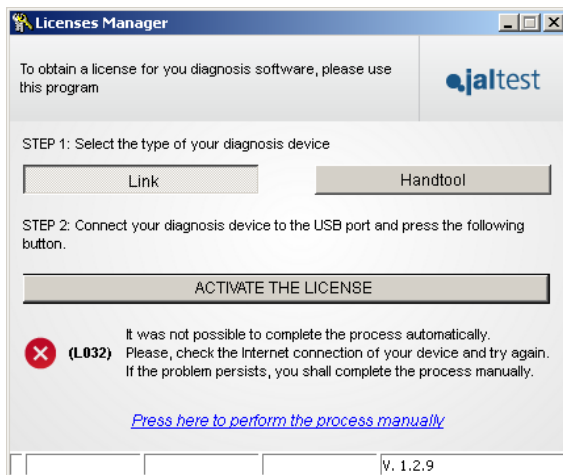 Licenses Manager
To obtain a license for you diagnosis software, please use
this program
jaltest
STEP 1: Select the type of your diagnosis device
Link
Handtool
STEP 2: Connect your diagnosis device to the USB port and press the following
button.
ACTIVATE THE LICENSE
(L032)
It was not possible to complete the process automatically.
Please, check the Internet connection of your device and try again.
If the problem persists, you shall complete the process manually.
Press here to perform the process manually
V. 1.2.9